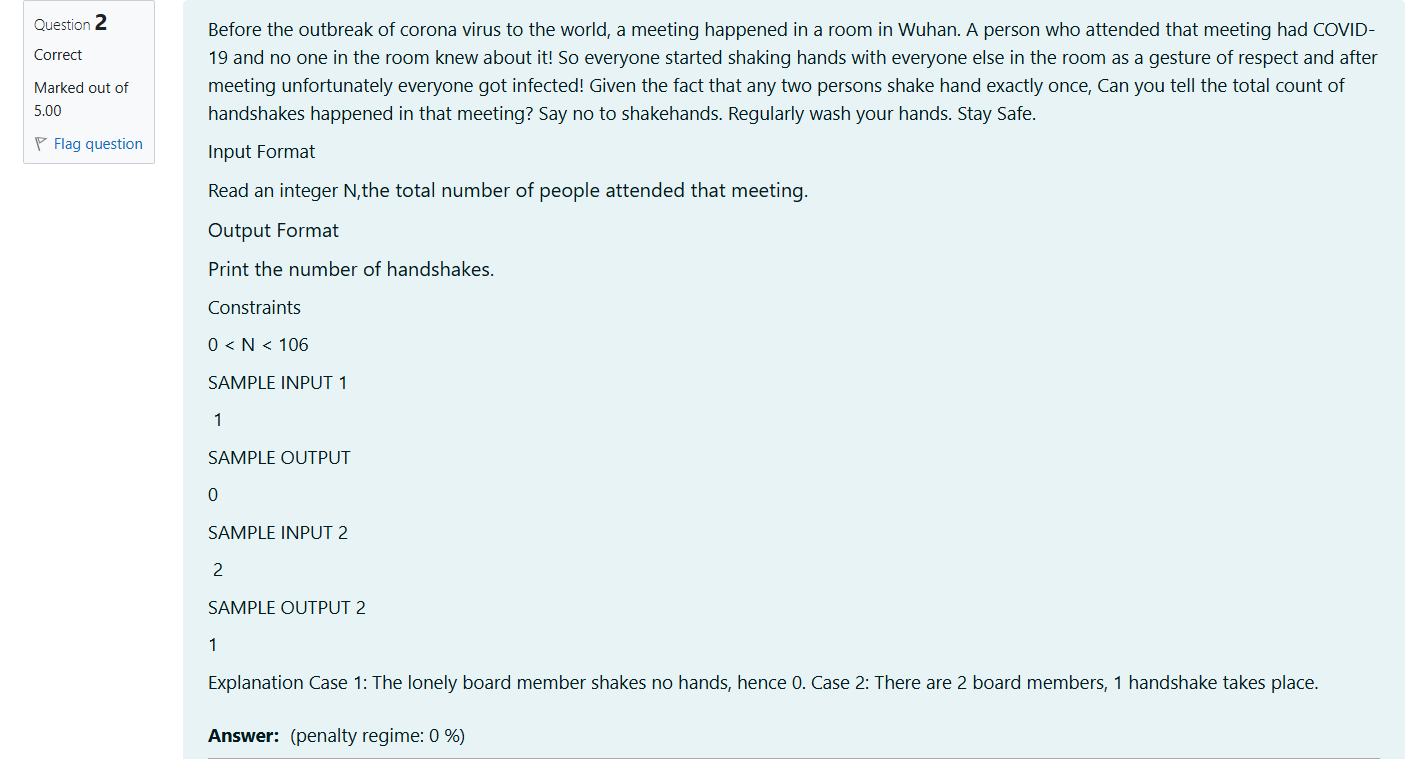 Question 2
Correct
Marked out of
5.00
Flag question
Before the outbreak of corona virus to the world, a meeting happened in a room in Wuhan. A person who attended that meeting had COVID-
19 and no one in the room knew about it! So everyone started shaking hands with everyone else in the room as a gesture of respect and after
meeting unfortunately everyone got infected! Given the fact that any two persons shake hand exactly once, Can you tell the total count of
handshakes happened in that meeting? Say no to shakehands. Regularly wash your hands. Stay Safe.
Input Format
Read an integer N,the total number of people attended that meeting.
Output Format
Print the number of handshakes.
Constraints
0 < N < 106
SAMPLE INPUT 1
1
SAMPLE OUTPUT
0
SAMPLE INPUT 2
2
SAMPLE OUTPUT 2
1
Explanation Case 1: The lonely board member shakes no hands, hence 0. Case 2: There are 2 board members, 1 handshake takes place.
Answer: (penalty regime: 0 %)